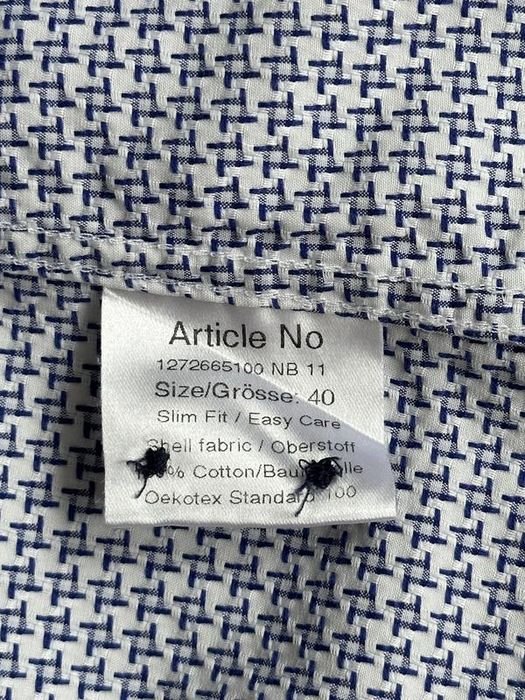 Article No
1272665100 NB 11
Size/Grösse: 40
Slim Fit / Easy Care
Shell fabric / Oberstoff
Cotton/
Oekotex Standard 100